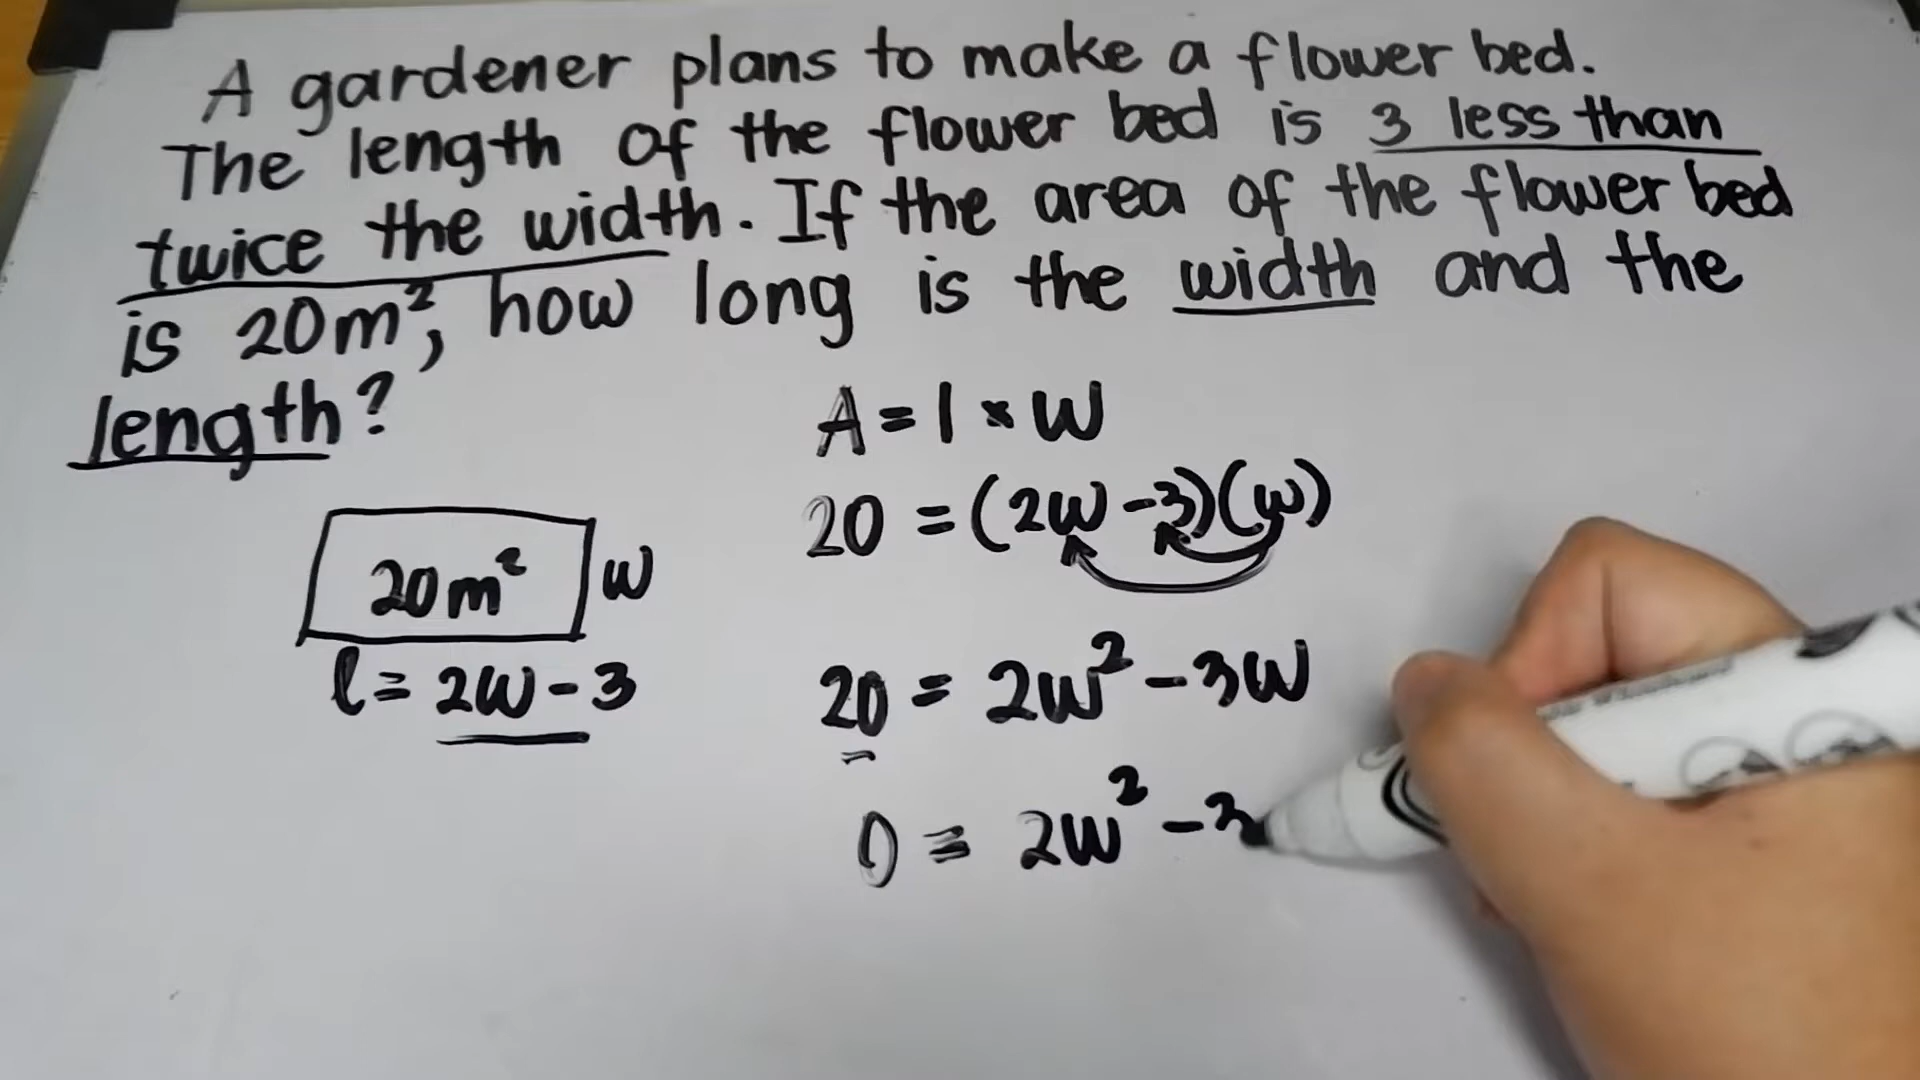 A gardener plans to make a flower bed.
The length of the flower bed is 3 less than
twice the width. If the area of the flower bed
is 20m², how long is the width and the
length?
A = l × w
20 = (2w - 3)(w)
20m² w
l = 2w - 3
20 = 2w² - 3w
0 = 2w² - 3